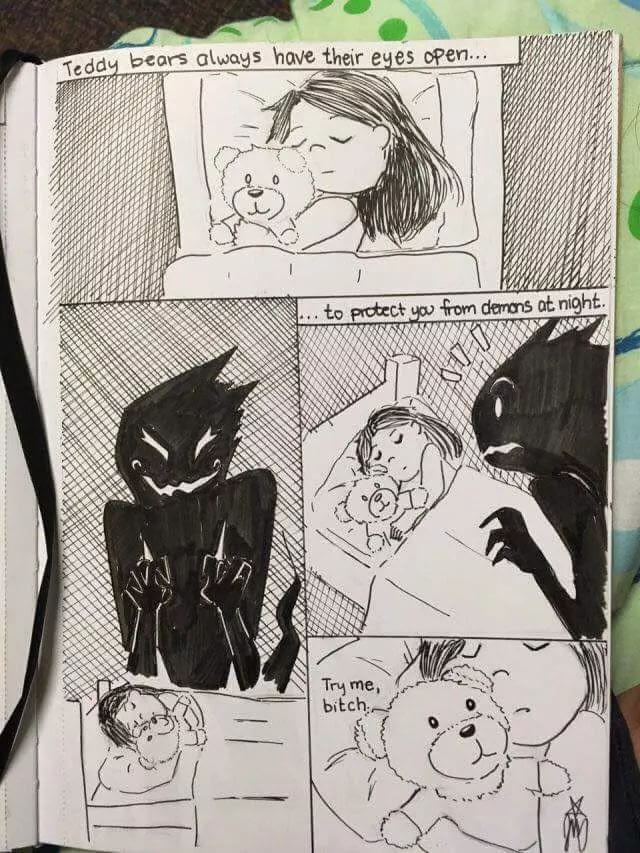 Teddy bears always have their eyes open...
... to protect you from demons at night.
Try me,
bitch.